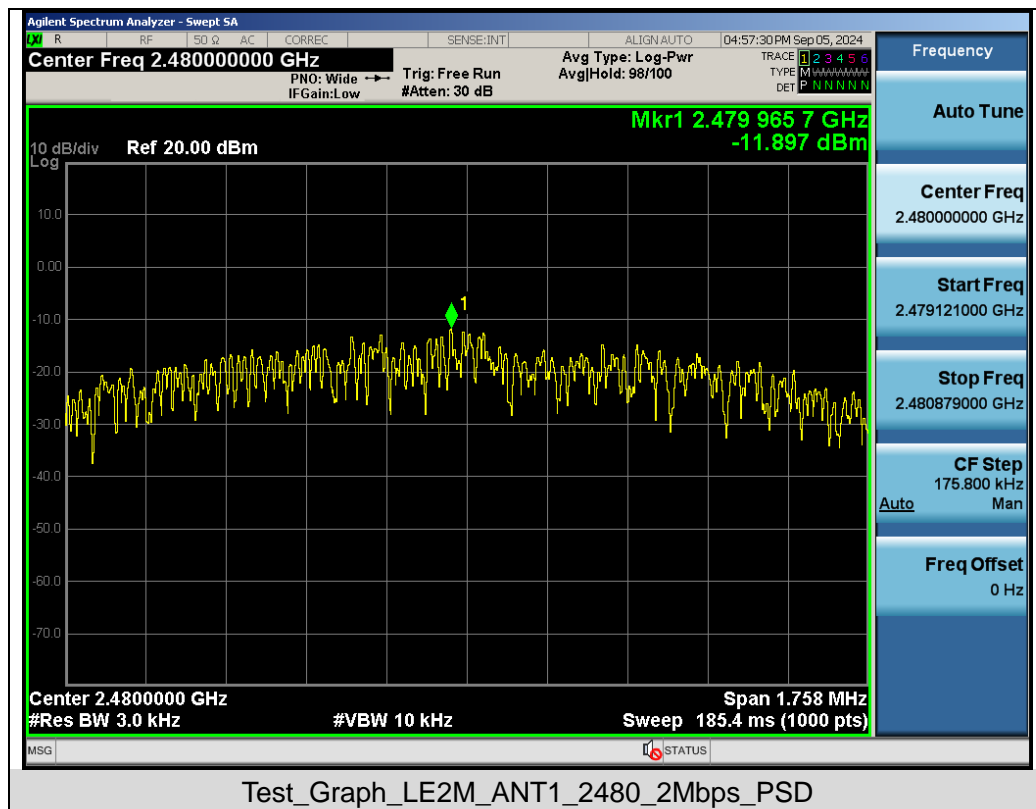 Agilent Spectrum Analyzer - Swept SA
LXI R RF 50 Ω AC CORREC SENSE:INT ALIGN AUTO 04:57:30 PM Sep 05, 2024
Center Freq 2.480000000 GHz
PNO: Wide
IFGain:Low
Trig: Free Run
#Atten: 30 dB
Avg Type: Log-Pwr
Avg|Hold: 98/100
TRACE 1 2 3 4 5 6
TYPE M WWWWW
DET P N N N N N
Mkr1 2.479 965 7 GHz
-11.897 dBm
10 dB/div Ref 20.00 dBm
Log
10.0
0.00
-10.0
-20.0
-30.0
-40.0
-50.0
-60.0
-70.0
1
Center 2.4800000 GHz Span 1.758 MHz
#Res BW 3.0 kHz #VBW 10 kHz Sweep 185.4 ms (1000 pts)
MSG STATUS
Frequency
Auto Tune
Center Freq
2.480000000 GHz
Start Freq
2.479121000 GHz
Stop Freq
2.480879000 GHz
CF Step
175.800 kHz
Auto Man
Freq Offset
0 Hz
Test_Graph_LE2M_ANT1_2480_2Mbps_PSD